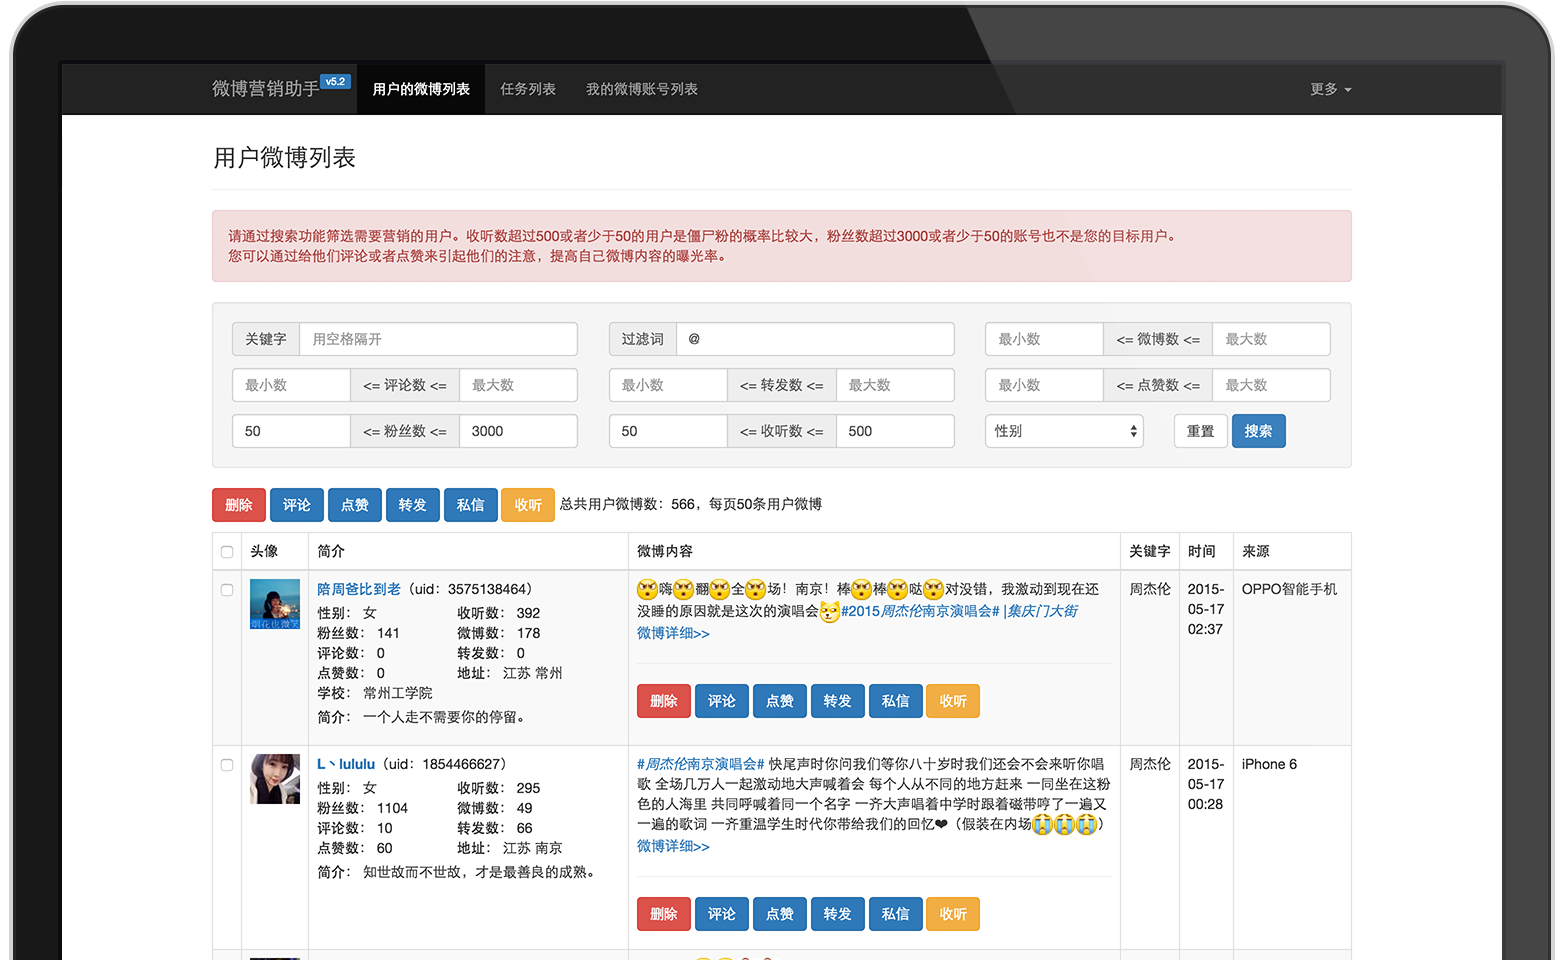 微博营销助手 v5.2 用户的微博列表 任务列表 我的微博账号列表 更多
用户微博列表
请通过搜索功能筛选需要营销的用户。收听数超过500或者少于50的用户是僵尸粉的概率比较大，粉丝数超过3000或者少于50的账号也不是您的目标用户。
您可以通过给他们评论或者点赞来引起他们的注意，提高自己微博内容的曝光率。
关键字 用空格隔开 过滤词 @ 最小数 <= 微博数 <= 最大数
最小数 <= 评论数 <= 最大数 最小数 <= 转发数 <= 最大数 最小数 <= 点赞数 <= 最大数
50 <= 粉丝数 <= 3000 50 <= 收听数 <= 500 性别 重置 搜索
删除 评论 点赞 转发 私信 收听 总共用户微博数：566，每页50条用户微博
头像 简介 微博内容 关键字 时间 来源
烟花也微笑
陪周爸比到老（uid：3575138464）
性别： 女 收听数： 392
粉丝数： 141 微博数： 178
评论数： 0 转发数： 0
点赞数： 0 地址： 江苏 常州
学校： 常州工学院
简介： 一个人走不需要你的停留。
嗨翻全场！南京！棒棒哒对没错，我激动到现在还
没睡的原因就是这次的演唱会#2015周杰伦南京演唱会# |集庆门大街
微博详细>>
删除 评论 点赞 转发 私信 收听
周杰伦
2015-
05-17
02:37
OPPO智能手机
L丶lululu（uid：1854466627）
性别： 女 收听数： 295
粉丝数： 1104 微博数： 49
评论数： 10 转发数： 66
点赞数： 60 地址： 江苏 南京
简介： 知世故而不世故，才是最善良的成熟。
#周杰伦南京演唱会# 快尾声时你问我们等你八十岁时我们还会不会来听你唱
歌 全场几万人一起激动地大声喊着会 每个人从不同的地方赶来 一同坐在这粉
色的人海里 共同呼喊着同一个名字 一齐大声唱着中学时跟着磁带哼了一遍又
一遍的歌词 一齐重温学生时代你带给我们的回忆❤（假装在内场😭😭😭）
微博详细>>
删除 评论 点赞 转发 私信 收听
周杰伦
2015-
05-17
00:28
iPhone 6